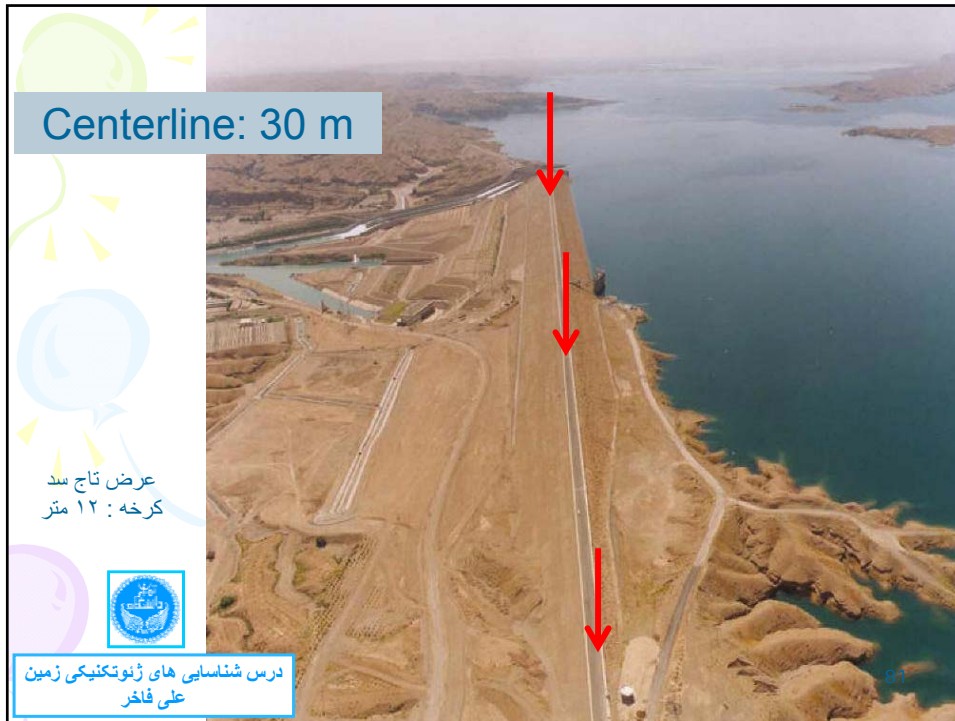 Centerline: 30 m
عرض تاج سد
کرخه : ۱۲ متر
درس شناسایی های ژئوتکنیکی زمین
علی فاخر
81